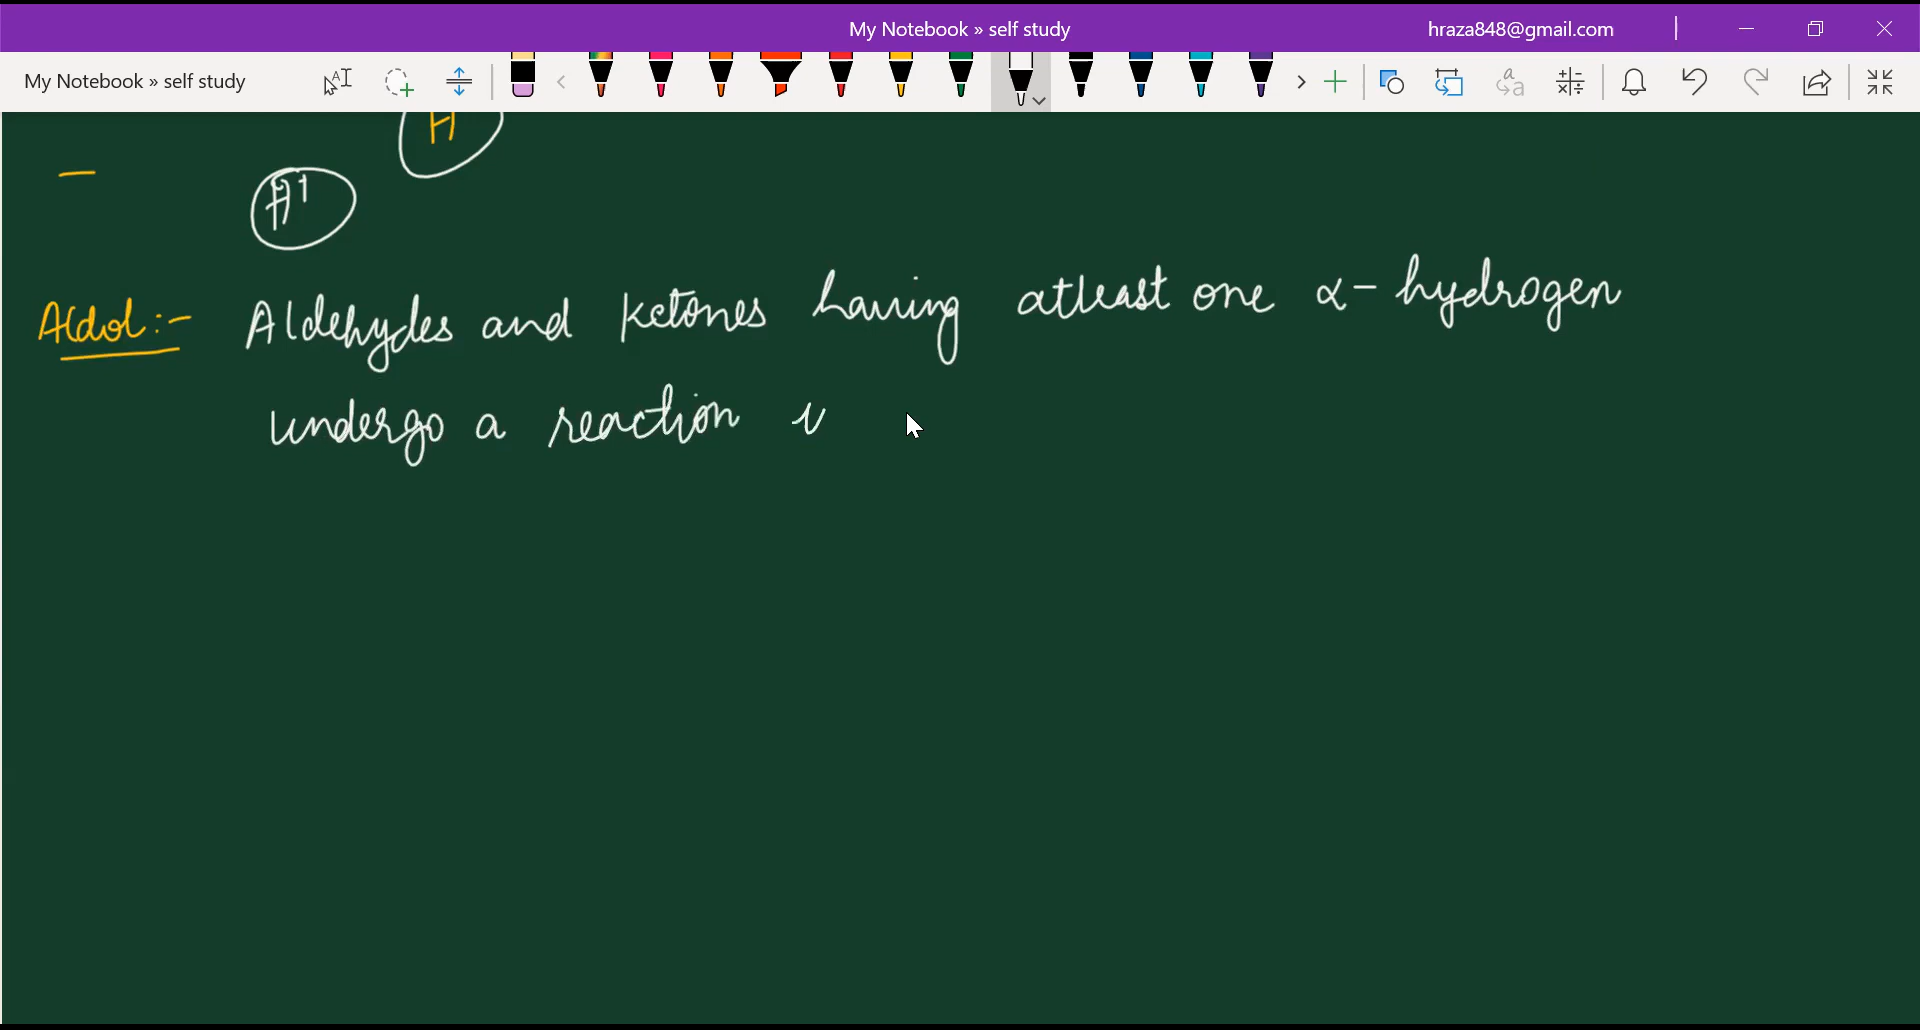 My Notebook » self study
hraza848@gmail.com
My Notebook » self study
H
Aldol:- Aldehydes and ketones having atleast one α- hydrogen
undergo a reaction i